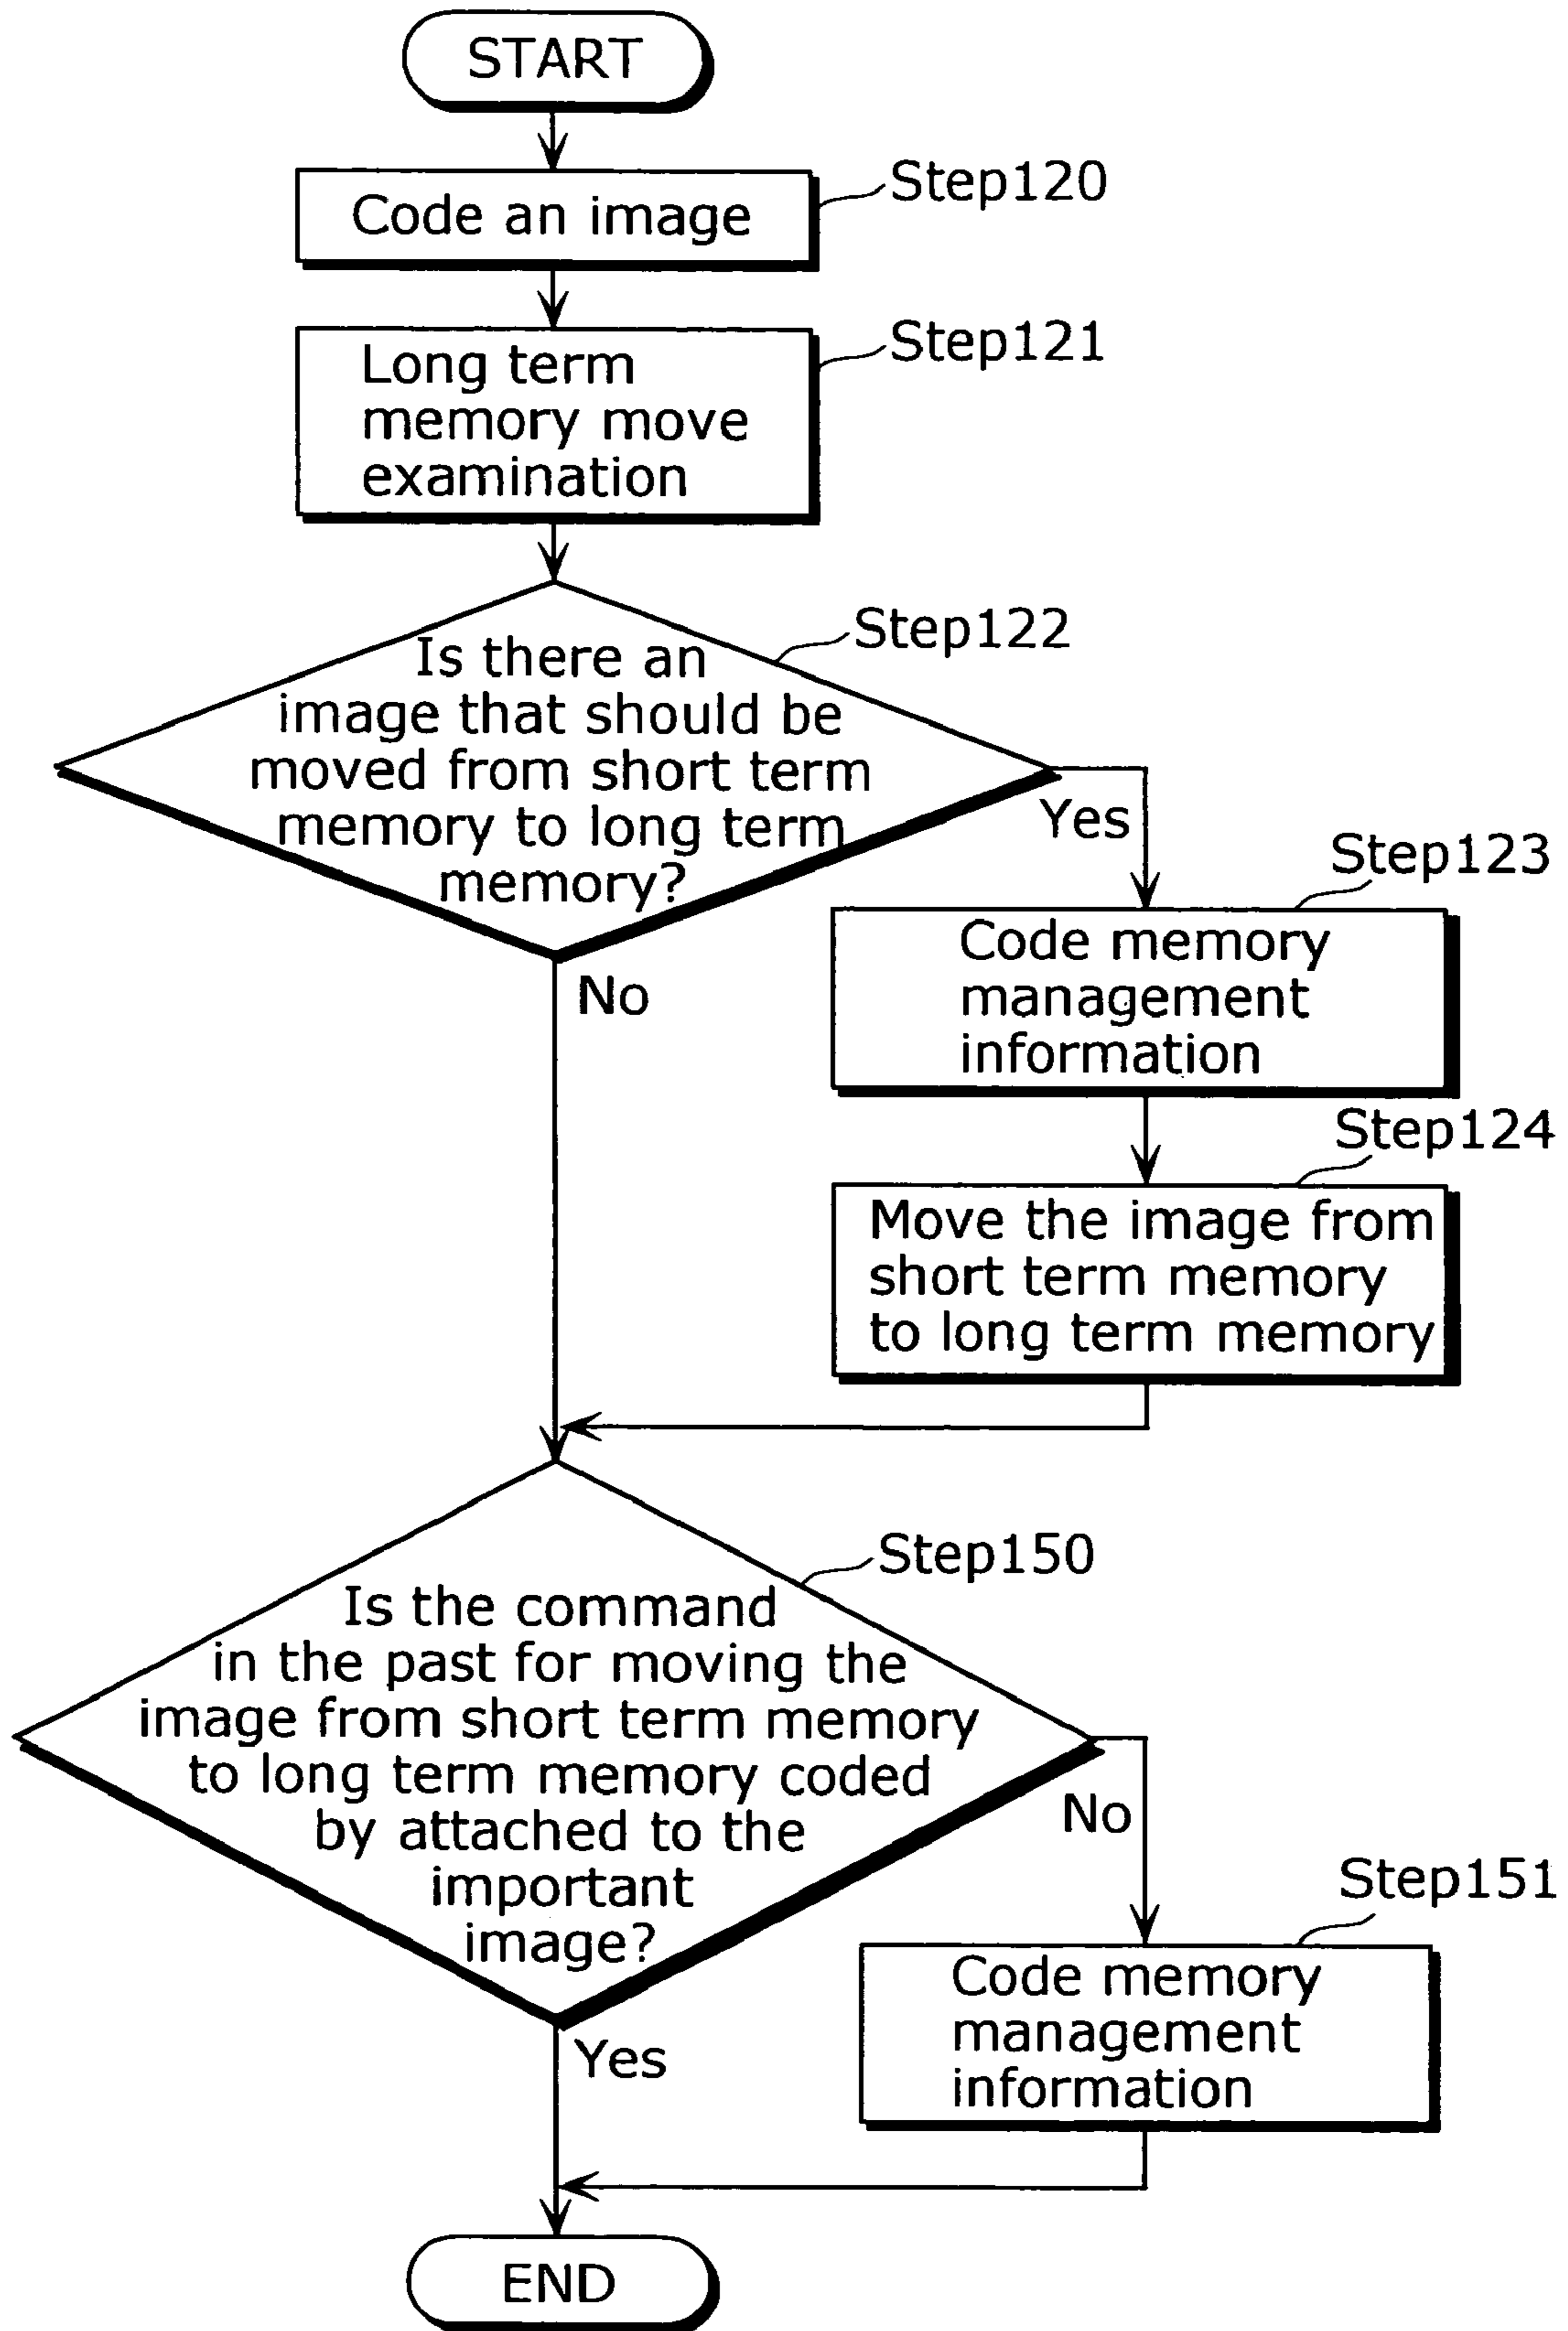 START
Step120
Code an image
Step121
Long term
memory move
examination
Step122
Is there an
image that should be
moved from short term
memory to long term
memory?
Yes
No
Step123
Code memory
management
information
Step124
Move the image from
short term memory
to long term memory
Step150
Is the command
in the past for moving the
image from short term memory
to long term memory coded
by attached to the
important
image?
No
Yes
Step151
Code memory
management
information
END